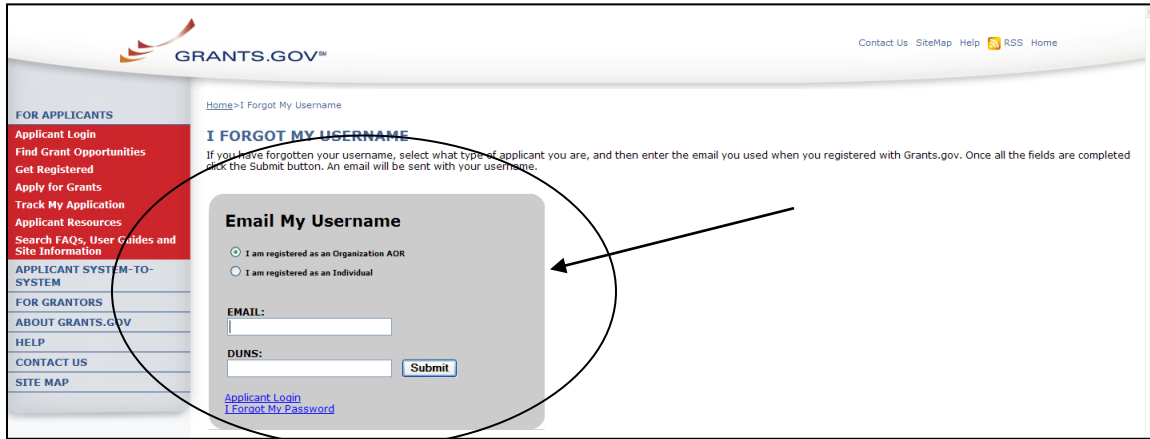 GRANTS.GOV℠
Contact Us SiteMap Help RSS Home
FOR APPLICANTS
Applicant Login
Find Grant Opportunities
Get Registered
Apply for Grants
Track My Application
Applicant Resources
Search FAQs, User Guides and
Site Information
APPLICANT SYSTEM-TO-
SYSTEM
FOR GRANTORS
ABOUT GRANTS.GOV
HELP
CONTACT US
SITE MAP
Home>I Forgot My Username
I FORGOT MY USERNAME
If you have forgotten your username, select what type of applicant you are, and then enter the email you used when you registered with Grants.gov. Once all the fields are completed
click the Submit button. An email will be sent with your username.
Email My Username
I am registered as an Organization AOR
I am registered as an Individual
EMAIL:
DUNS:
Submit
Applicant Login
I Forgot My Password